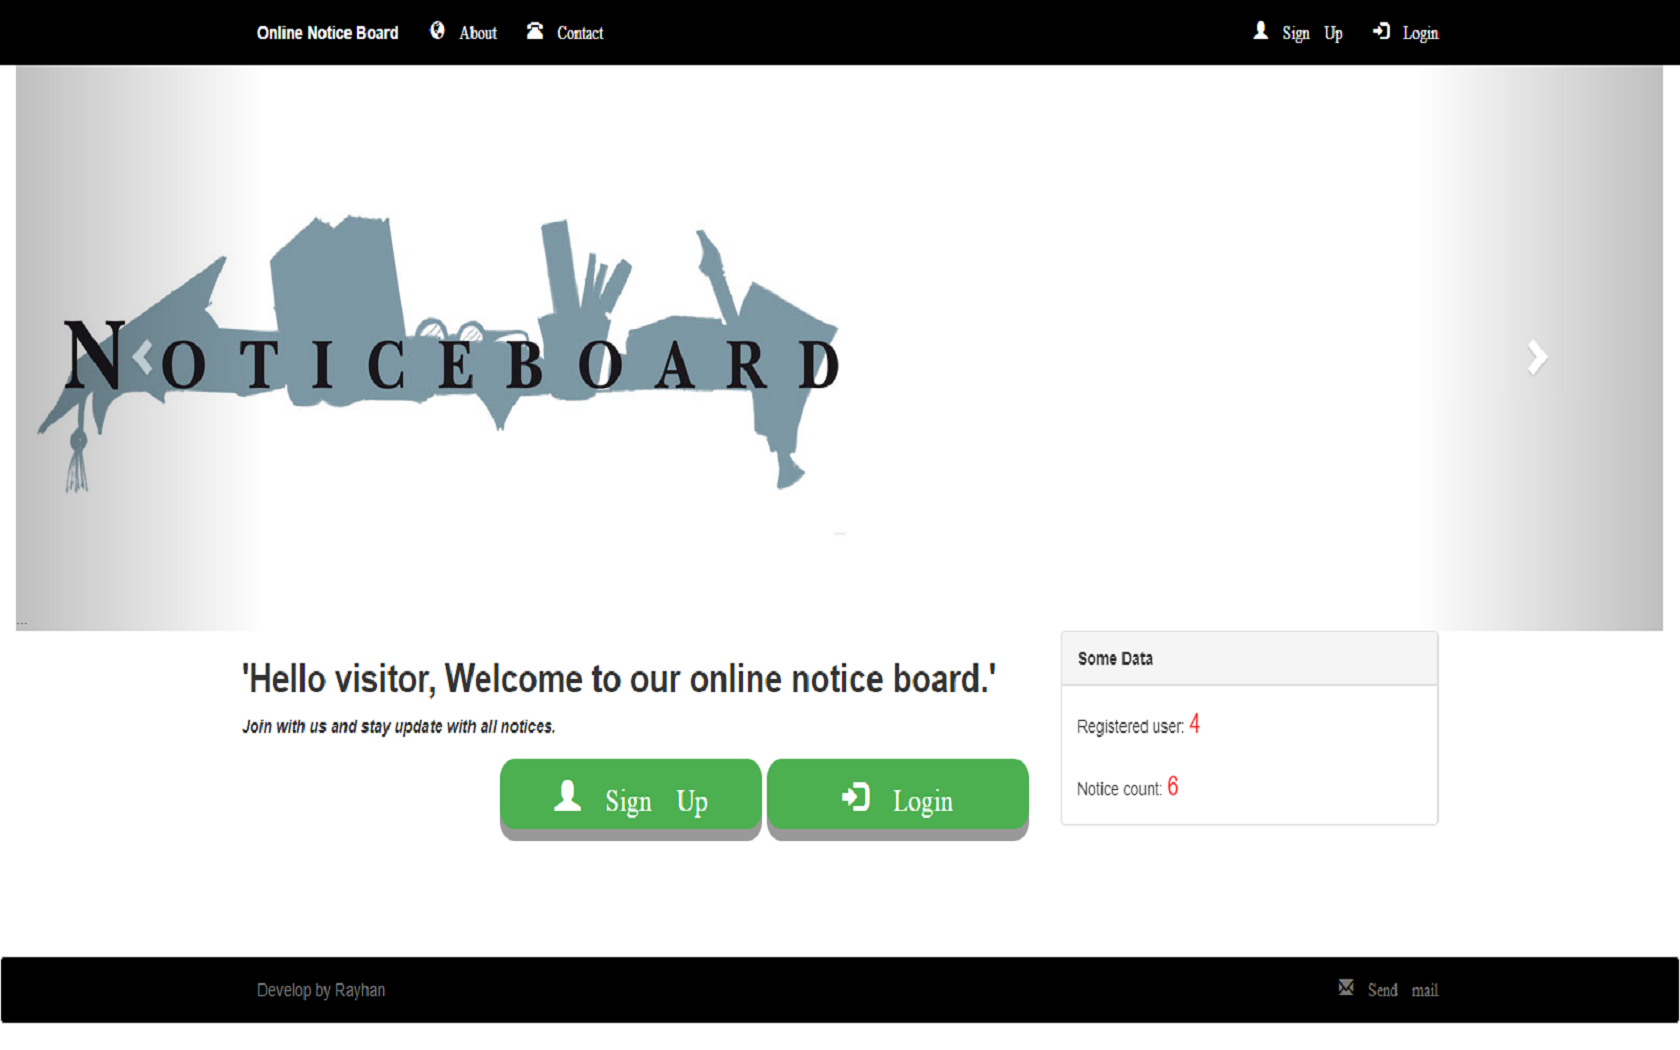 Online Notice Board About Contact Sign Up Login
NOTICEBOARD
...
...
'Hello visitor, Welcome to our online notice board.'
Join with us and stay update with all notices.
Sign Up Login
Some Data
Registered user: 4
Notice count: 6
Develop by Rayhan Send mail